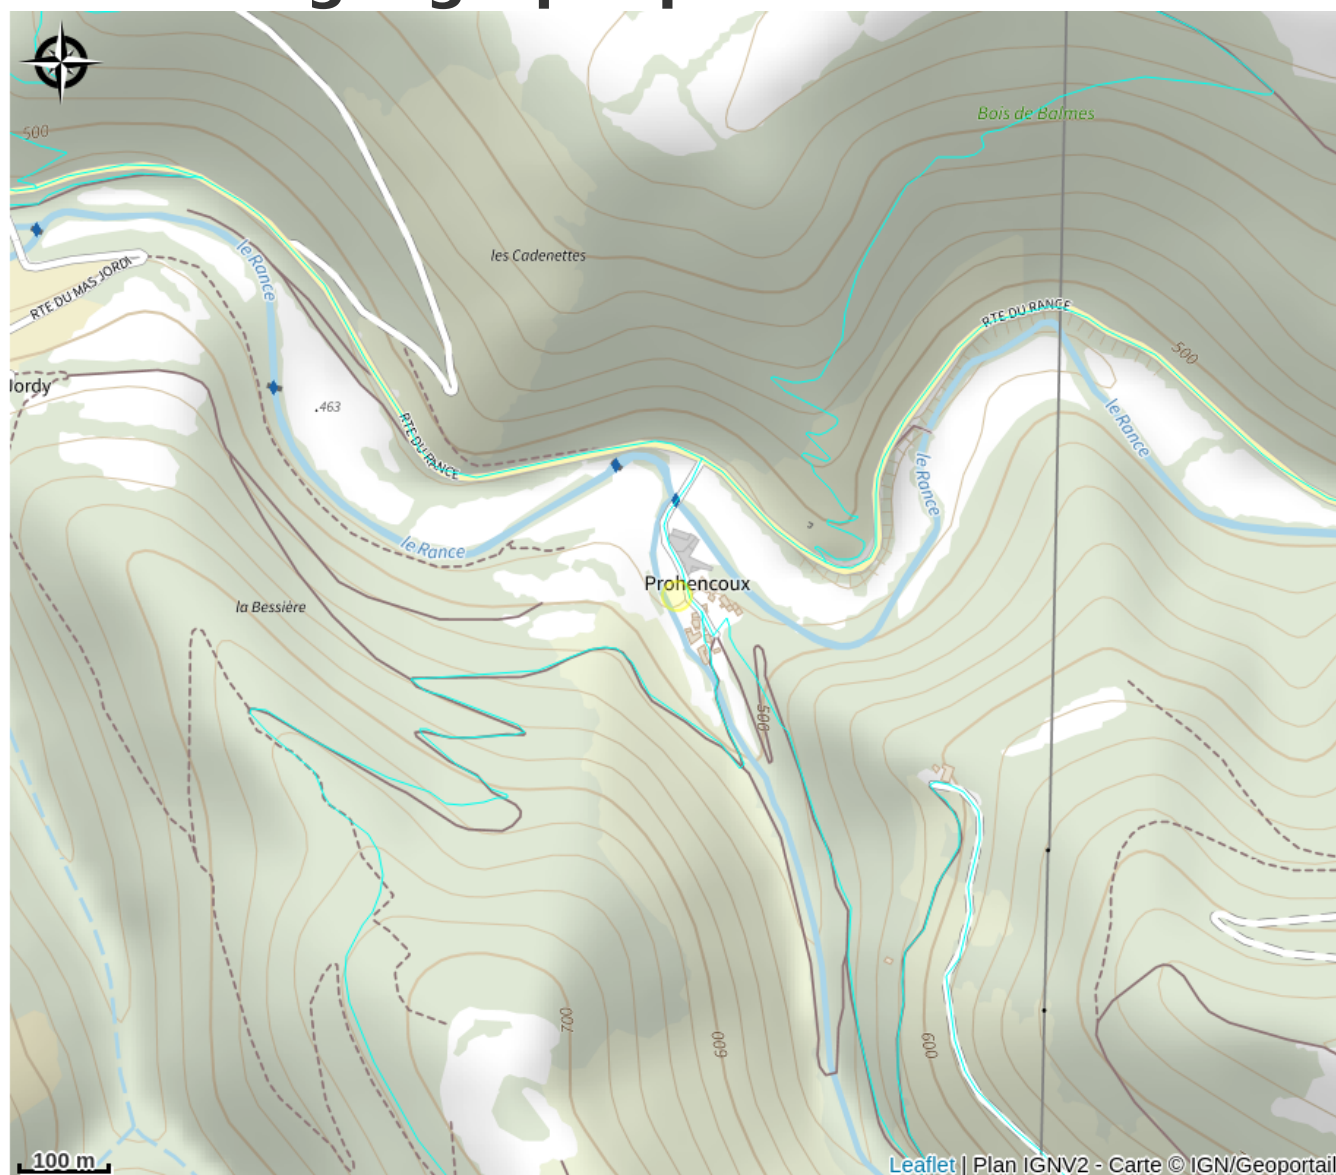 Bois de Balmes
500
les Cadenettes
le Rance
RTE DU MAS JORDI
RTE DU RANCE
500
Jordy
.463
RTE DU RANCE
le Rance
le Rance
le Rance
Prohencoux
la Bessière
500
700
600
600
100 m
Leaflet | Plan IGNV2 - Carte © IGN/Geoportail